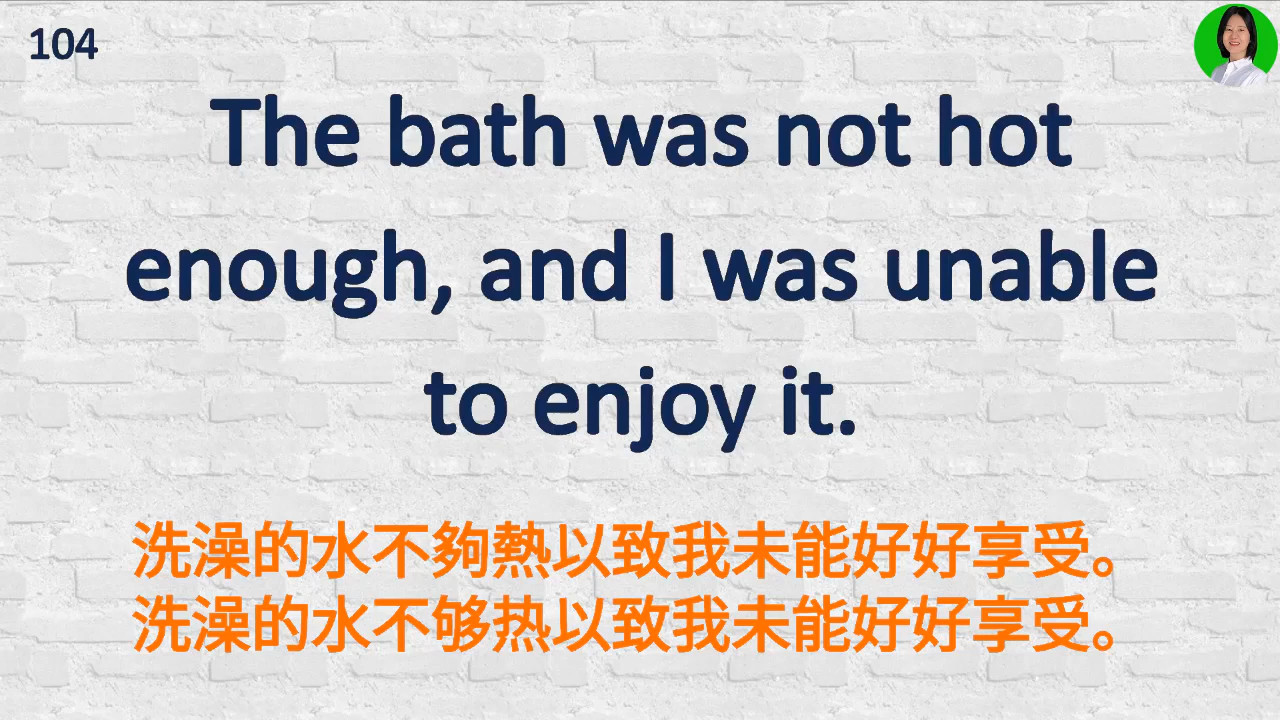 104
The bath was not hot
enough, and I was unable
to enjoy it.
洗澡的水不夠熱以致我未能好好享受。
洗澡的水不够热以致我未能好好享受。